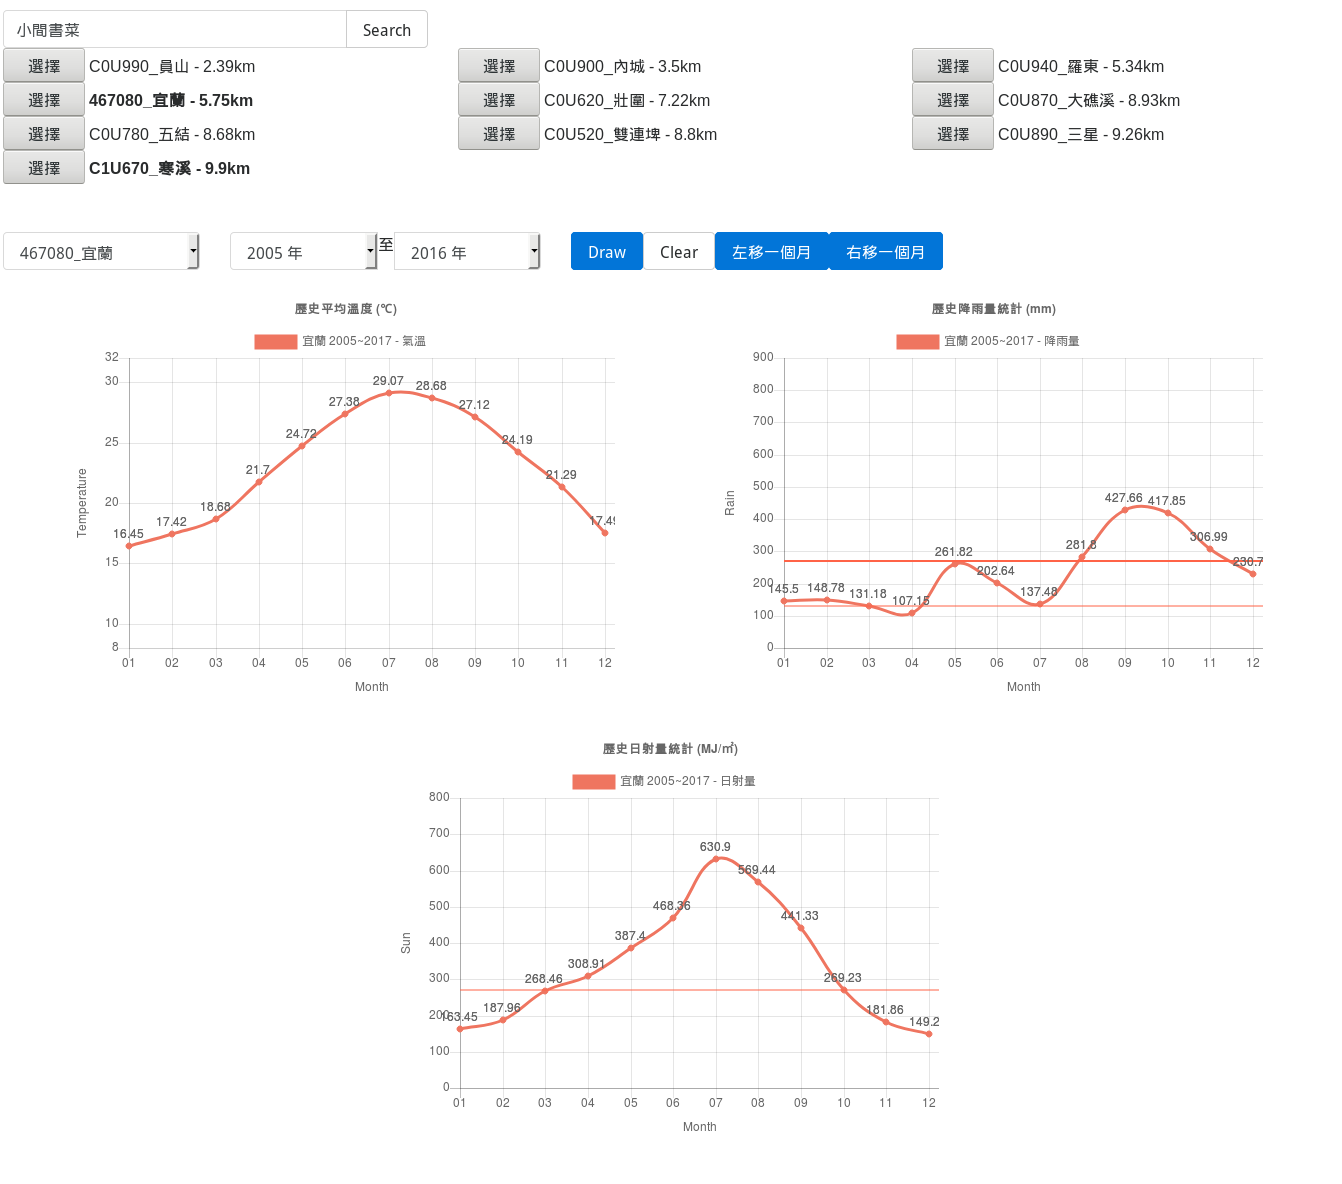 小間書菜 Search
選擇 C0U990_員山 - 2.39km 選擇 C0U900_內城 - 3.5km 選擇 C0U940_羅東 - 5.34km
選擇 467080_宜蘭 - 5.75km 選擇 C0U620_壯圍 - 7.22km 選擇 C0U870_大礁溪 - 8.93km
選擇 C0U780_五結 - 8.68km 選擇 C0U520_雙連埤 - 8.8km 選擇 C0U890_三星 - 9.26km
選擇 C1U670_寒溪 - 9.9km
467080_宜蘭 2005 年 至 2016 年 Draw Clear 左移一個月 右移一個月
歷史平均溫度 (℃)
宜蘭 2005~2017 - 氣溫
32
30
25
20
15
10
8
Temperature
16.45 17.42 18.68 21.7 24.72 27.38 29.07 28.68 27.12 24.19 21.29 17.49
01 02 03 04 05 06 07 08 09 10 11 12
Month
歷史降雨量統計 (mm)
宜蘭 2005~2017 - 降雨量
900
800
700
600
500
400
300
200
100
0
Rain
145.5 148.78 131.18 107.15 261.82 202.64 137.48 281.8 427.66 417.85 306.99 230.7
01 02 03 04 05 06 07 08 09 10 11 12
Month
歷史日射量統計 (MJ/㎡)
宜蘭 2005~2017 - 日射量
800
700
600
500
400
300
200
100
0
Sun
163.45 187.96 268.46 308.91 387.4 468.36 630.9 569.44 441.33 269.23 181.86 149.2
01 02 03 04 05 06 07 08 09 10 11 12
Month